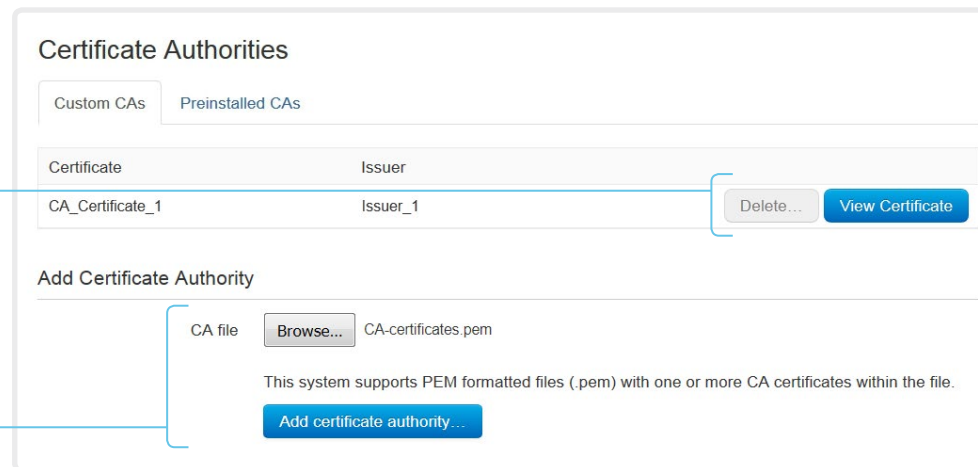 Certificate Authorities
Custom CAs Preinstalled CAs
Certificate Issuer
CA_Certificate_1 Issuer_1 Delete... View Certificate
Add Certificate Authority
CA file Browse... CA-certificates.pem
This system supports PEM formatted files (.pem) with one or more CA certificates within the file.
Add certificate authority...